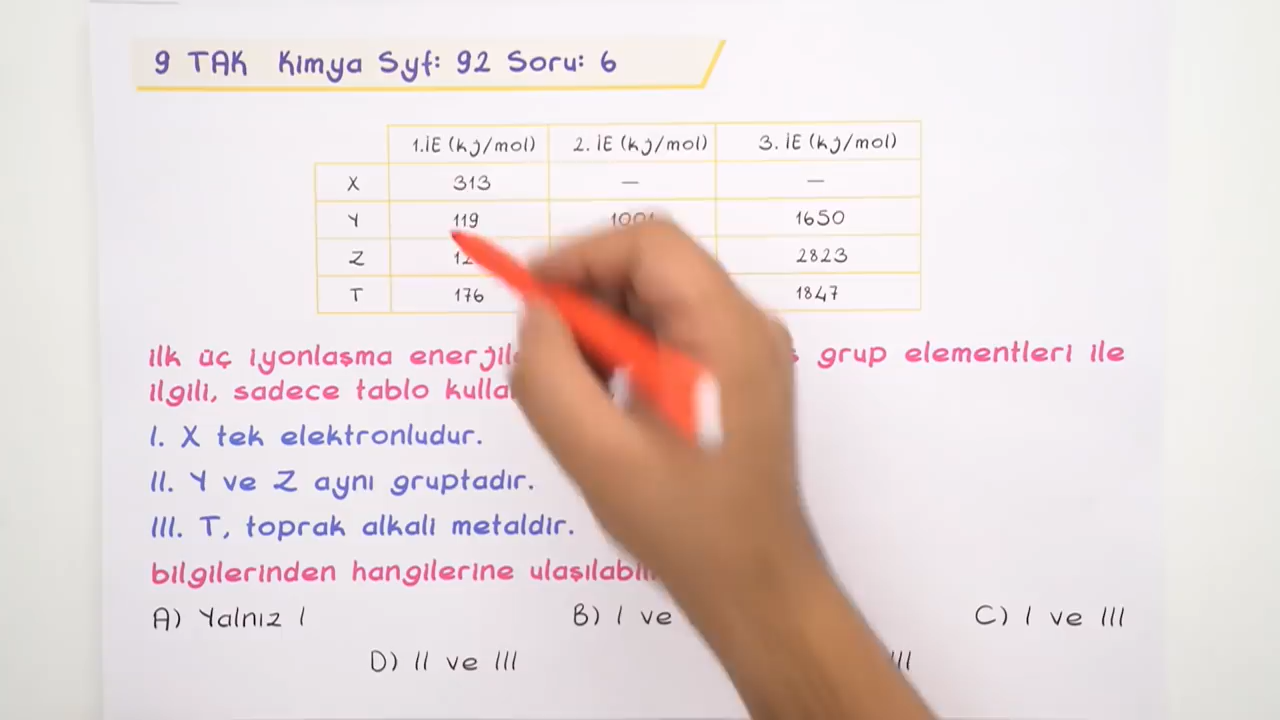 9 TAK Kimya Syf: 92 Soru: 6
1.İE (kj/mol) 2. İE (kj/mol) 3. İE (kj/mol)
X 313 — —
Y 119 1650
Z 2823
T 176 1847
ilk üç iyonlaşma grup elementleri ile
ilgili, sadece tablo
I. X tek elektronludur.
II. Y ve Z aynı gruptadır.
III. T, toprak alkali metaldir.
bilgilerinden hangilerine
A) Yalnız I B) I ve C) I ve III
D) II ve III